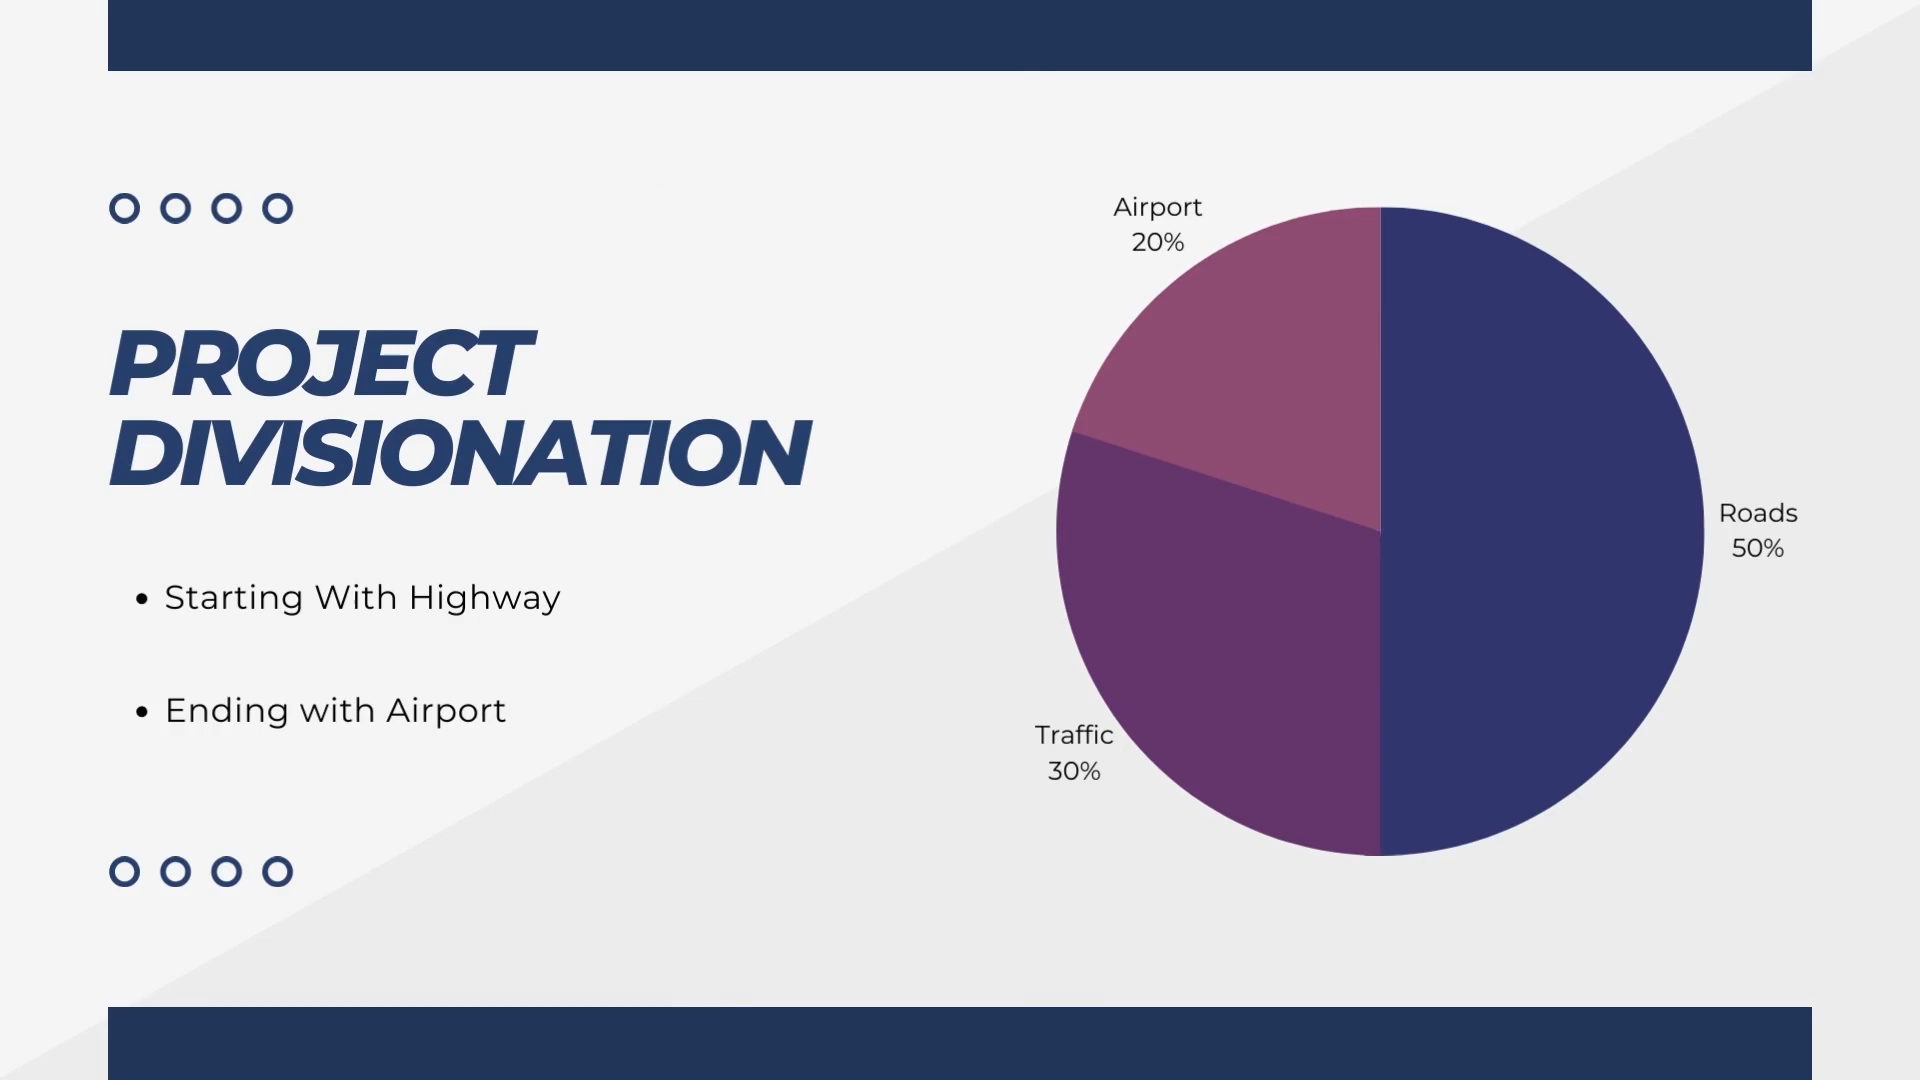 PROJECT
DIVISIONATION
• Starting With Highway
• Ending with Airport
Airport
20%
Roads
50%
Traffic
30%